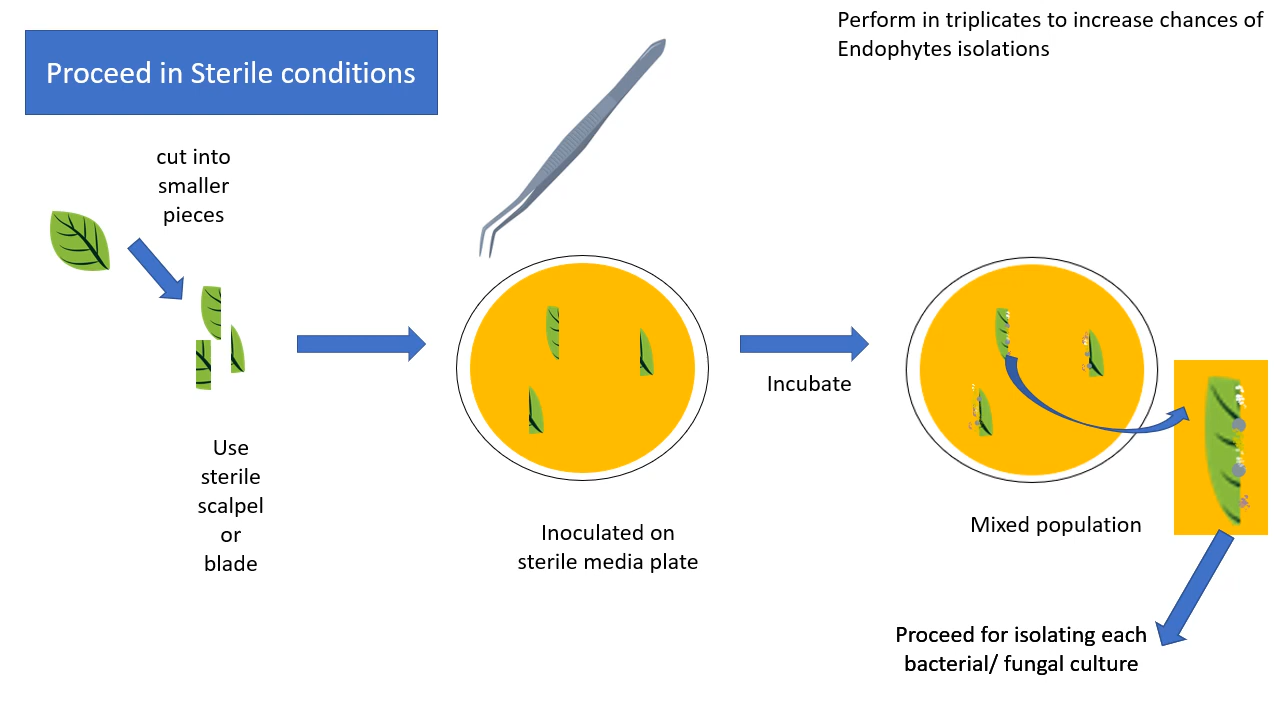 Perform in triplicates to increase chances of
Endophytes isolations
Proceed in Sterile conditions
cut into
smaller
pieces
Use
sterile
scalpel
or
blade
Inoculated on
sterile media plate
Incubate
Mixed population
Proceed for isolating each
bacterial/ fungal culture